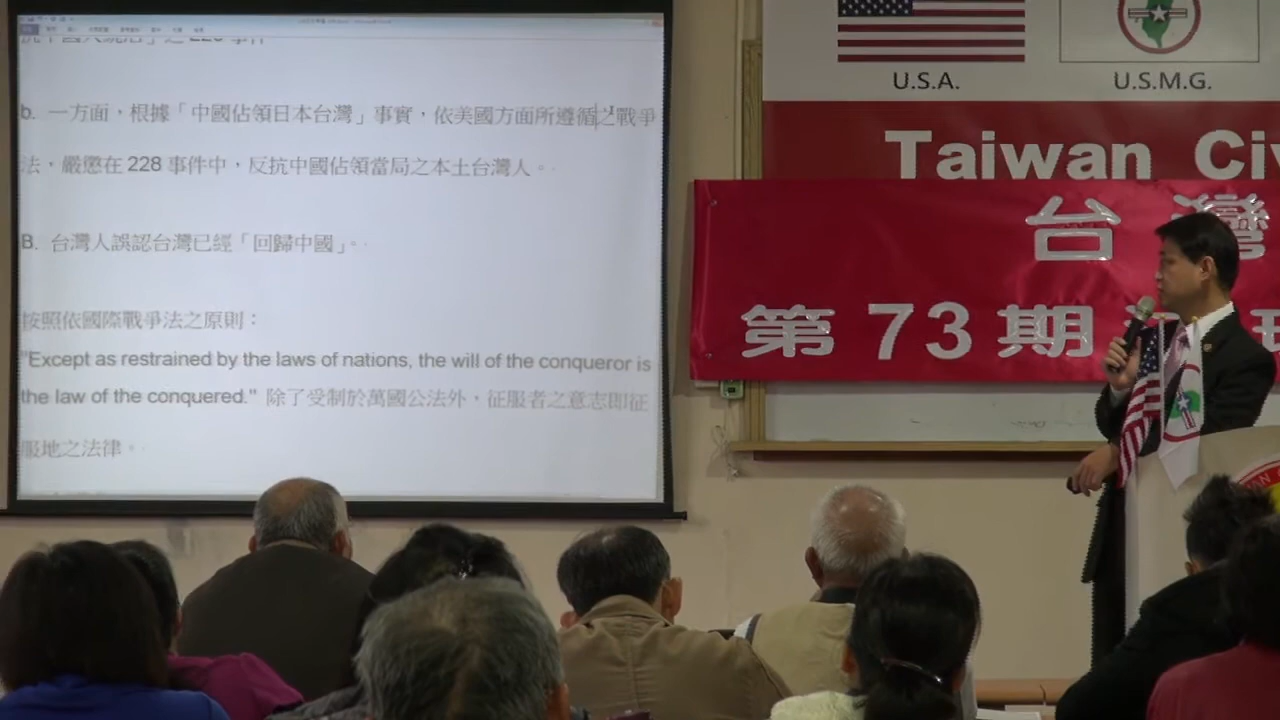 b. 一方面，根據「中國佔領日本台灣」事實，依美國方面所遵循之戰爭
法，嚴懲在 228 事件中，反抗中國佔領當局之本土台灣人。
B. 台灣人誤認台灣已經「回歸中國」。
按照依國際戰爭法之原則：
"Except as restrained by the laws of nations, the will of the conqueror is
the law of the conquered." 除了受制於萬國公法外，征服者之意志即征
服地之法律。
U.S.A.
U.S.M.G.
Taiwan Civ
台灣
第73期